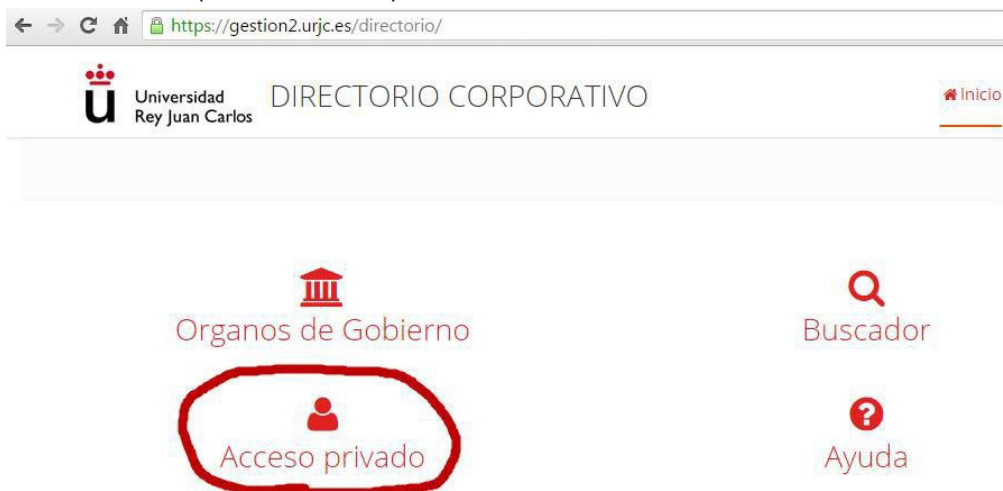 https://gestion2.urjc.es/directorio/
Universidad
Rey Juan Carlos
DIRECTORIO CORPORATIVO
Inicio
Organos de Gobierno
Buscador
Acceso privado
Ayuda